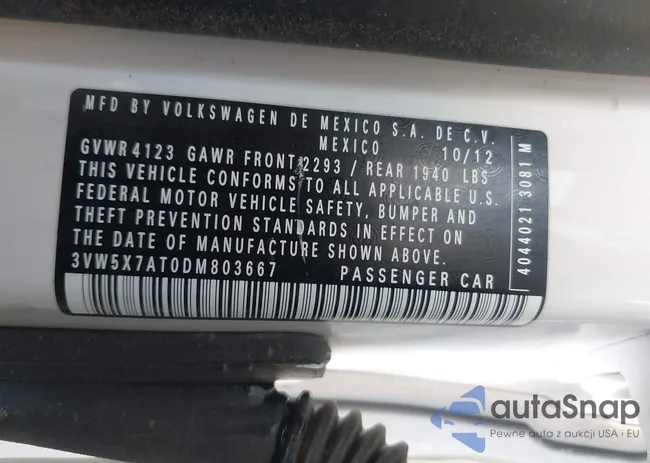 MFD BY VOLKSWAGEN DE MEXICO S.A. DE C.V.
MEXICO 10/12
GVWR 4123 GAWR FRONT 2293 / REAR 1940 LBS
THIS VEHICLE CONFORMS TO ALL APPLICABLE U.S.
FEDERAL MOTOR VEHICLE SAFETY, BUMPER AND
THEFT PREVENTION STANDARDS IN EFFECT ON
THE DATE OF MANUFACTURE SHOWN ABOVE.
3VW5X7AT0DM803667 PASSENGER CAR
4044021 3081 M
autaSnap
Pewne auta z aukcji USA i EU